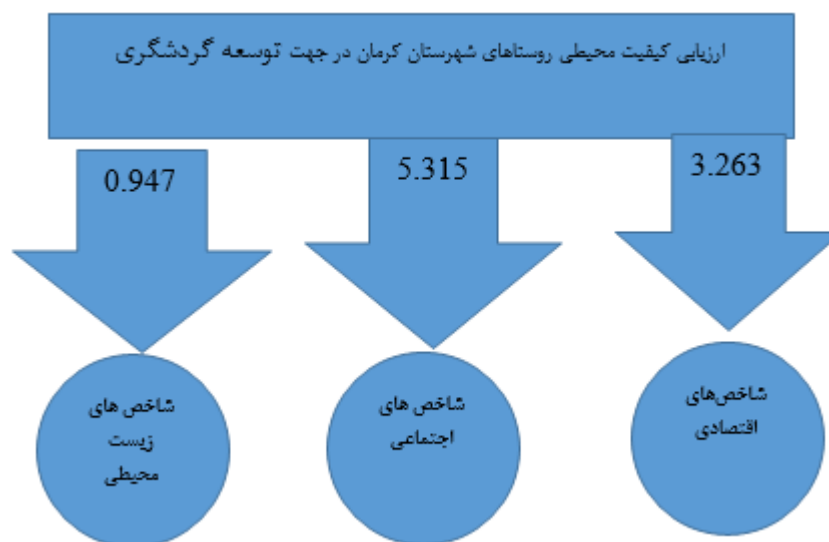 ارزیابی کیفیت محیطی روستاهای شهرستان کرمان در جهت توسعه گردشگری
3.263
5.315
0.947
شاخص‌های
اقتصادی
شاخص های
اجتماعی
شاخص های
زیست
محیطی